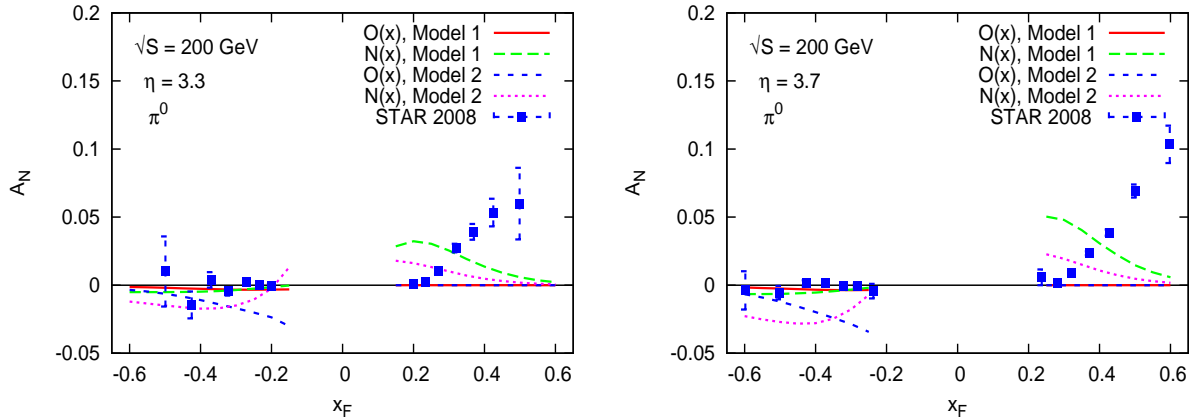 0.2
0.15
0.1
0.05
0
-0.05
A_N
-0.6 -0.4 -0.2 0 0.2 0.4 0.6
x_F
√S = 200 GeV
η = 3.3
π^0
O(x), Model 1
N(x), Model 1
O(x), Model 2
N(x), Model 2
STAR 2008
0.2
0.15
0.1
0.05
0
-0.05
A_N
-0.6 -0.4 -0.2 0 0.2 0.4 0.6
x_F
√S = 200 GeV
η = 3.7
π^0
O(x), Model 1
N(x), Model 1
O(x), Model 2
N(x), Model 2
STAR 2008